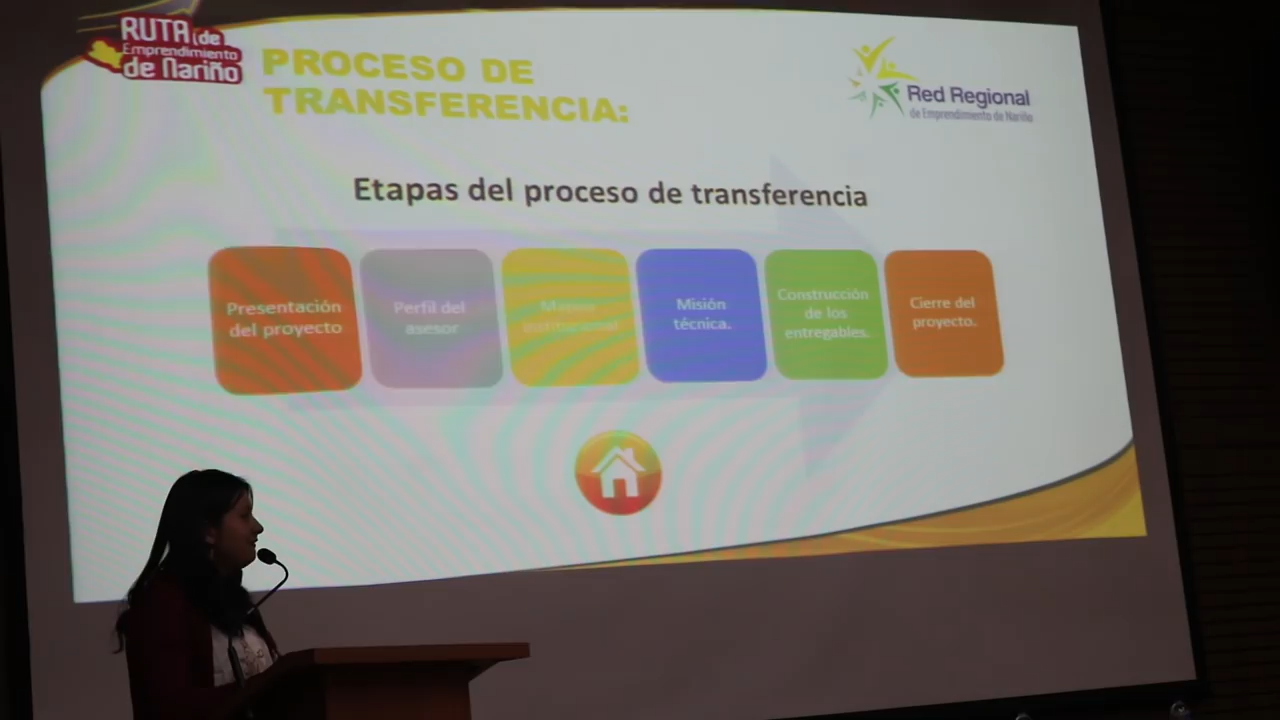 RUTA (de
Emprendimiento
de Nariño
PROCESO DE
TRANSFERENCIA:
Red Regional
de Emprendimiento de Nariño
Etapas del proceso de transferencia
Presentación
del proyecto
Perfil del
asesor
institucional
Misión
técnica.
Construcción
de los
entregables.
Cierre del
proyecto.